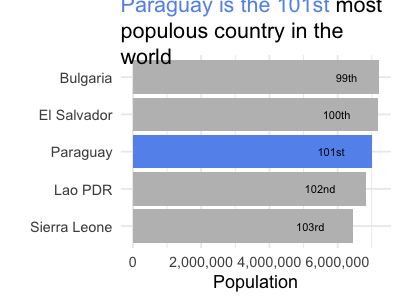 Paraguay is the 101st most
populous country in the
world
Bulgaria
99th
El Salvador
100th
Paraguay
101st
Lao PDR
102nd
Sierra Leone
103rd
0 2,000,000 4,000,000 6,000,000
Population